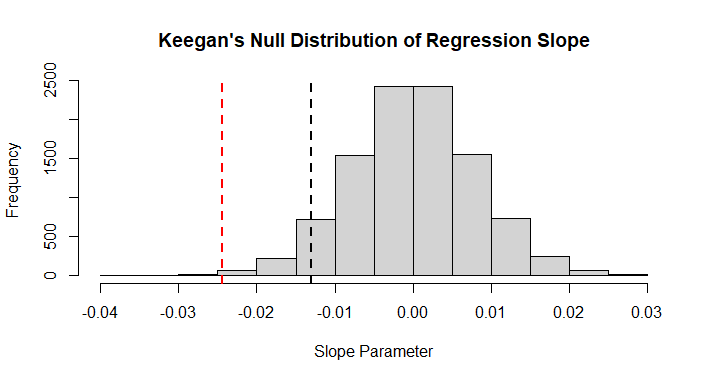 Keegan's Null Distribution of Regression Slope
Frequency
2500
1500
500
0
-0.04 -0.03 -0.02 -0.01 0.00 0.01 0.02 0.03
Slope Parameter